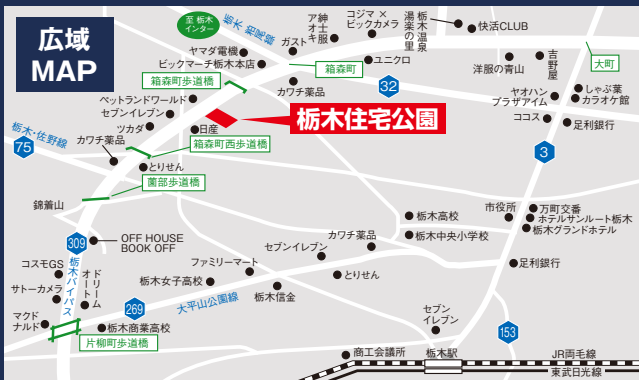 広域
MAP
至 栃木
インター
栃木 粕尾線
ヤマダ電機
ビックマーチ栃木本店
ガスト
紳士服
アオキ
コジマ×
ビックカメラ
栃木温泉
湯楽の里
快活CLUB
ユニクロ
箱森町
カワチ薬品
32
洋服の青山
吉野屋
大町
ヤオハン
プラザアイム
しゃぶ葉
カラオケ館
ココス
足利銀行
箱森町歩道橋
ペットランドワールド
セブンイレブン
ツカダ
日産
栃木住宅公園
栃木・佐野線
75
カワチ薬品
箱森町西歩道橋
とりせん
薗部歩道橋
錦着山
3
309
OFF HOUSE
BOOK OFF
栃木バイパス
コスモGS
サトーカメラ
ドリーム
オート
マクド
ナルド
269
栃木商業高校
片柳町歩道橋
栃木女子高校
ファミリーマート
セブンイレブン
カワチ薬品
栃木信金
とりせん
大平山公園線
栃木高校
栃木中央小学校
市役所
万町交番
ホテルサンルート栃木
栃木グランドホテル
足利銀行
セブン
イレブン
153
商工会議所
栃木駅
JR両毛線
東武日光線